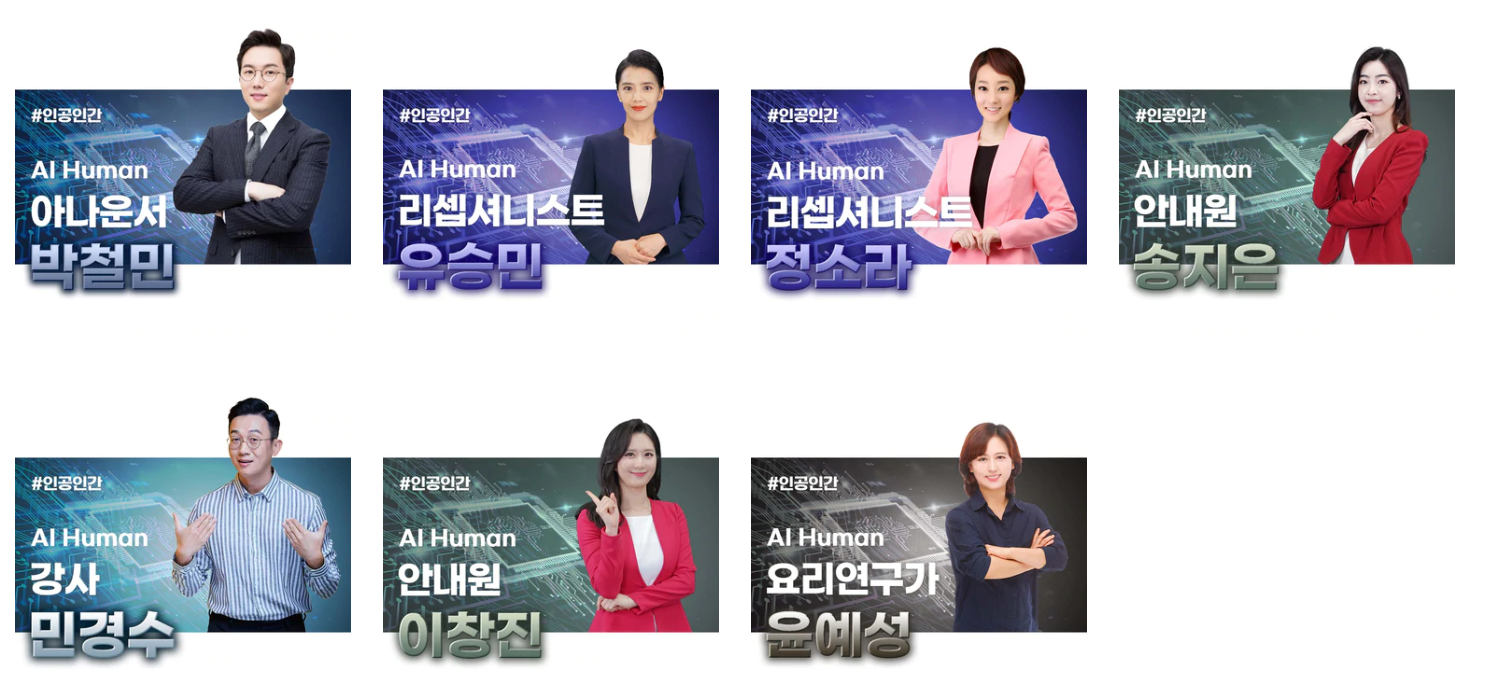 #인공인간
AI Human
아나운서
박철민
#인공인간
AI Human
리셉셔니스트
유승민
#인공인간
AI Human
리셉셔니스트
정소라
#인공인간
AI Human
안내원
송지은
#인공인간
AI Human
강사
민경수
#인공인간
AI Human
안내원
이창진
#인공인간
AI Human
요리연구가
윤예성